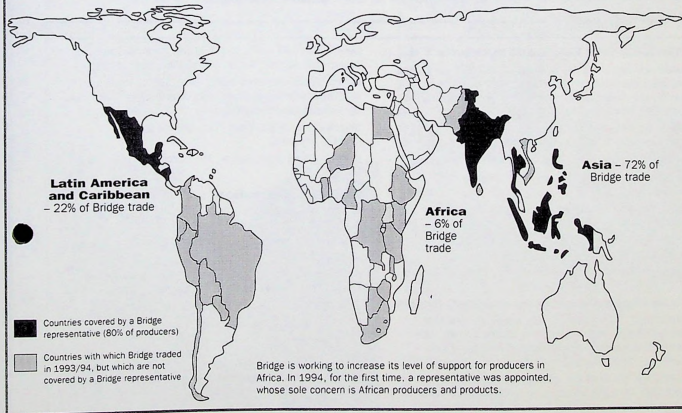 Latin America
and Caribbean
– 22% of Bridge trade
Africa
– 6% of
Bridge
trade
Asia – 72% of
Bridge trade
Countries covered by a Bridge
representative (80% of producers)
Countries with which Bridge traded
in 1993/94, but which are not
covered by a Bridge representative
Bridge is working to increase its level of support for producers in
Africa. In 1994, for the first time, a representative was appointed,
whose sole concern is African producers and products.